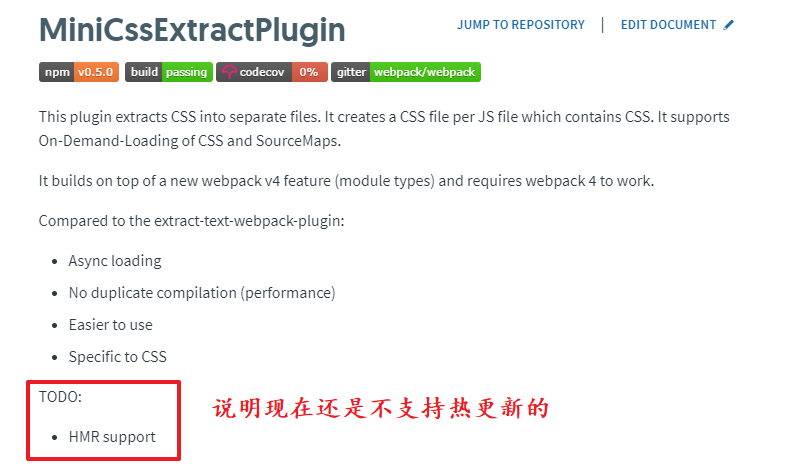 MiniCssExtractPlugin
JUMP TO REPOSITORY | EDIT DOCUMENT
npm v0.5.0 build passing codecov 0% gitter webpack/webpack
This plugin extracts CSS into separate files. It creates a CSS file per JS file which contains CSS. It supports
On-Demand-Loading of CSS and SourceMaps.
It builds on top of a new webpack v4 feature (module types) and requires webpack 4 to work.
Compared to the extract-text-webpack-plugin:
• Async loading
• No duplicate compilation (performance)
• Easier to use
• Specific to CSS
TODO:
说明现在还是不支持热更新的
• HMR support